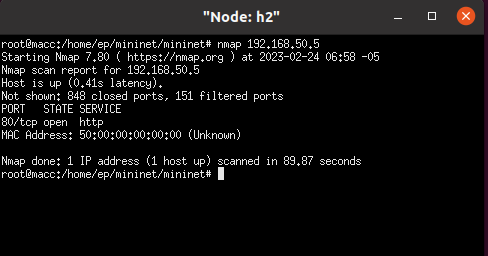 "Node: h2"
root@macc:/home/ep/mininet/mininet# nmap 192.168.50.5
Starting Nmap 7.80 ( https://nmap.org ) at 2023-02-24 06:58 -05
Nmap scan report for 192.168.50.5
Host is up (0.41s latency).
Not shown: 848 closed ports, 151 filtered ports
PORT   STATE SERVICE
80/tcp open  http
MAC Address: 50:00:00:00:00:00 (Unknown)
Nmap done: 1 IP address (1 host up) scanned in 89.87 seconds
root@macc:/home/ep/mininet/mininet#